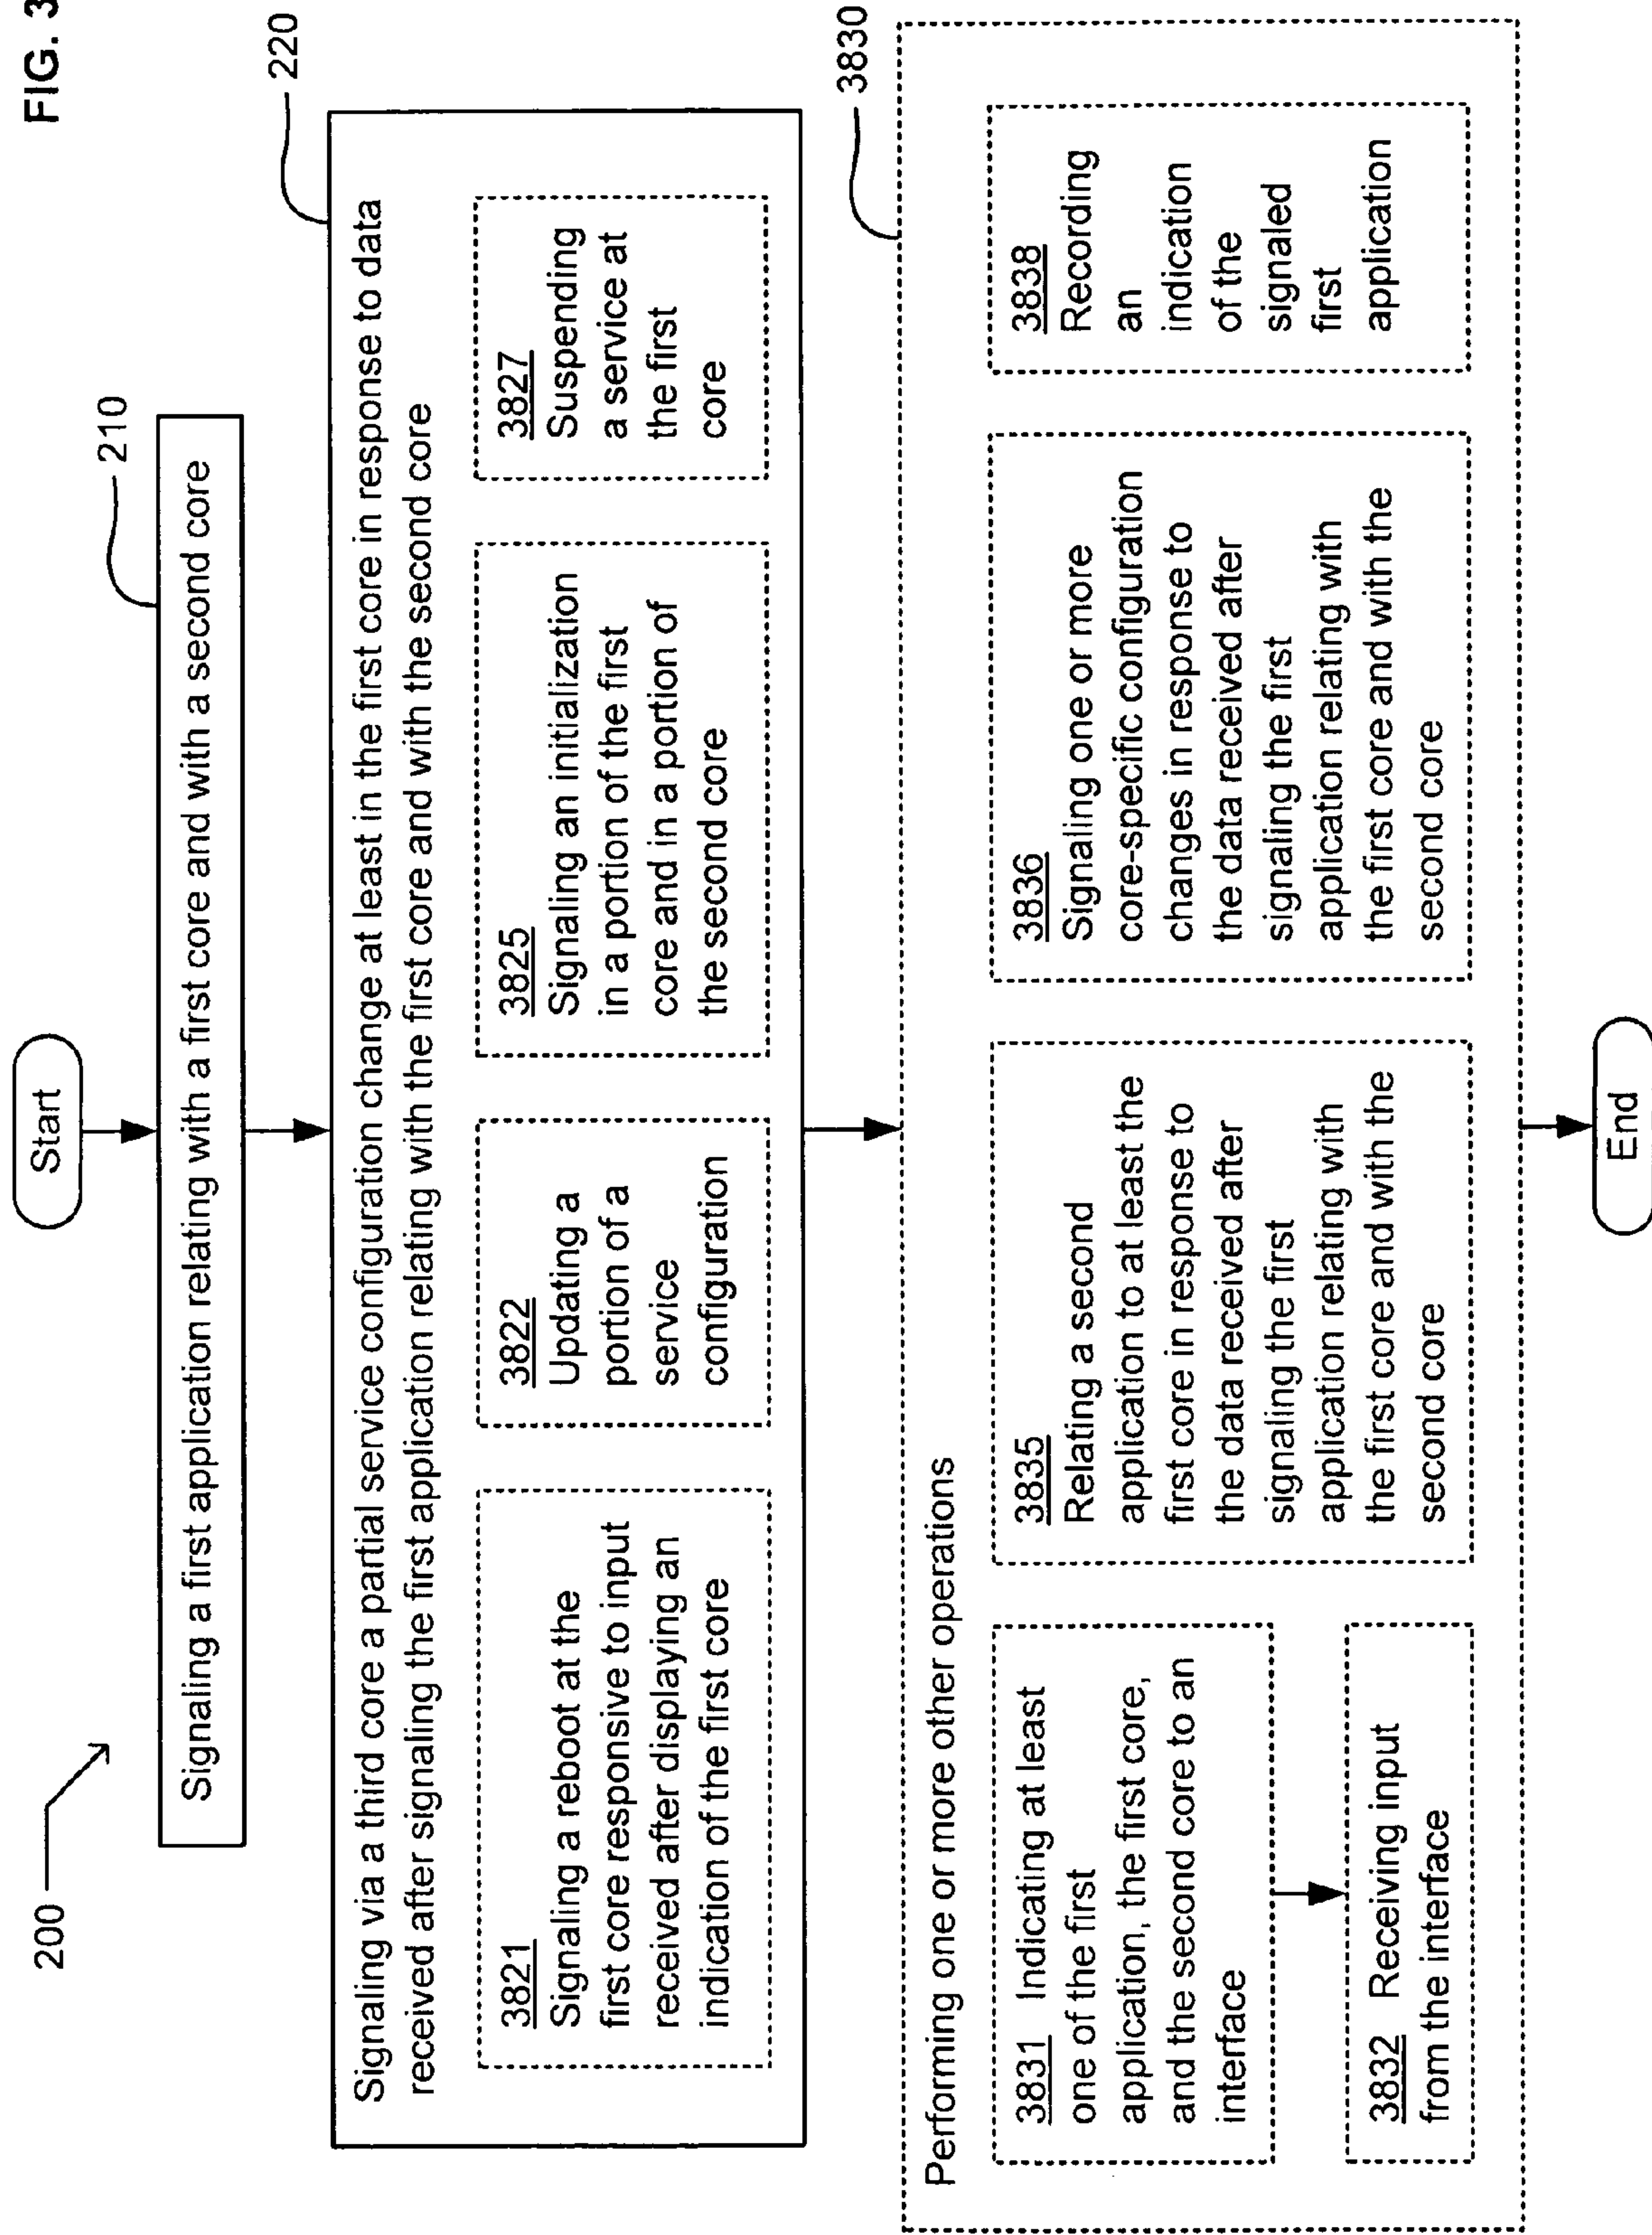 FIG. 3
200
Start
210
Signaling a first application relating with a first core and with a second core
220
Signaling via a third core a partial service configuration change at least in the first core in response to data
received after signaling the first application relating with the first core and with the second core
3821
Signaling a reboot at the
first core responsive to input
received after displaying an
indication of the first core
3822
Updating a
portion of a
service
configuration
3825
Signaling an initialization
in a portion of the first
core and in a portion of
the second core
3827
Suspending
a service at
the first
core
3830
Performing one or more other operations
3831 Indicating at least
one of the first
application, the first core,
and the second core to an
interface
3832 Receiving input
from the interface
3835
Relating a second
application to at least the
first core in response to
the data received after
signaling the first
application relating with
the first core and with the
second core
3836
Signaling one or more
core-specific configuration
changes in response to
the data received after
signaling the first
application relating with
the first core and with the
second core
3838
Recording
an
indication
of the
signaled
first
application
End